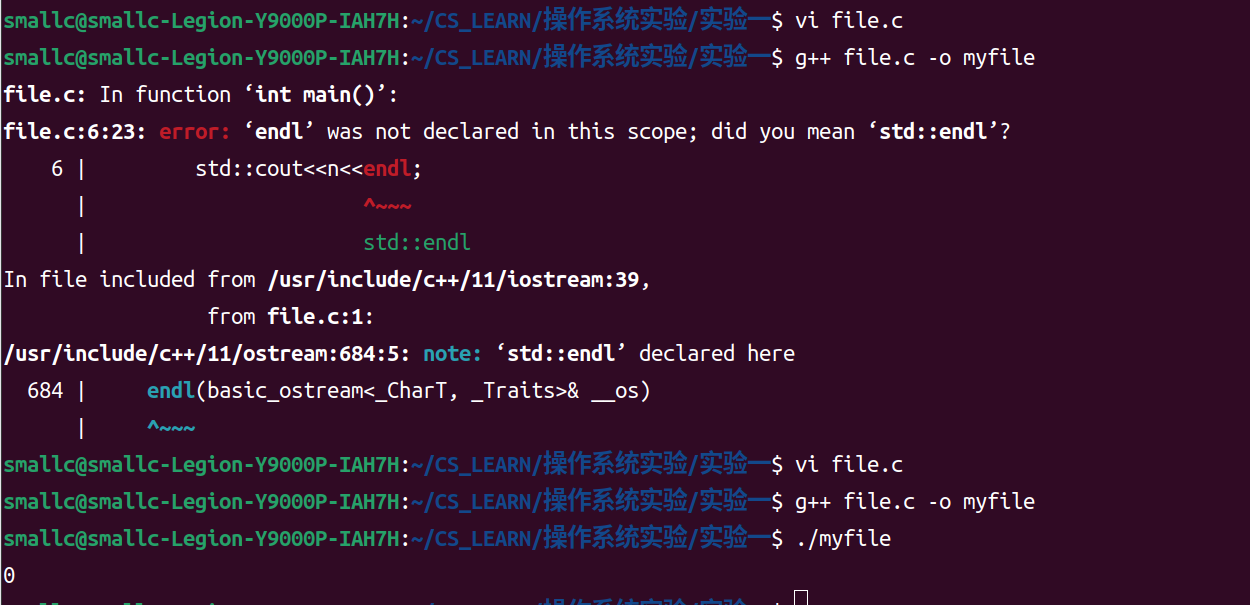 smallc@smallc-Legion-Y9000P-IAH7H:~/CS_LEARN/操作系统实验/实验一$ vi file.c
smallc@smallc-Legion-Y9000P-IAH7H:~/CS_LEARN/操作系统实验/实验一$ g++ file.c -o myfile
file.c: In function ‘int main()’:
file.c:6:23: error: ‘endl’ was not declared in this scope; did you mean ‘std::endl’?
    6 |         std::cout<<n<<endl;
      |                       ^~~~
      |                       std::endl
In file included from /usr/include/c++/11/iostream:39,
                 from file.c:1:
/usr/include/c++/11/ostream:684:5: note: ‘std::endl’ declared here
  684 |     endl(basic_ostream<_CharT, _Traits>& __os)
      |     ^~~~
smallc@smallc-Legion-Y9000P-IAH7H:~/CS_LEARN/操作系统实验/实验一$ vi file.c
smallc@smallc-Legion-Y9000P-IAH7H:~/CS_LEARN/操作系统实验/实验一$ g++ file.c -o myfile
smallc@smallc-Legion-Y9000P-IAH7H:~/CS_LEARN/操作系统实验/实验一$ ./myfile
0